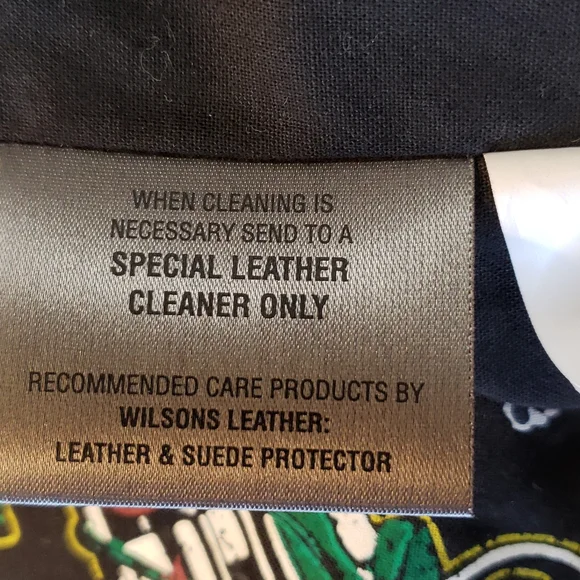 WHEN CLEANING IS
NECESSARY SEND TO A
SPECIAL LEATHER
CLEANER ONLY
RECOMMENDED CARE PRODUCTS BY
WILSONS LEATHER:
LEATHER & SUEDE PROTECTOR